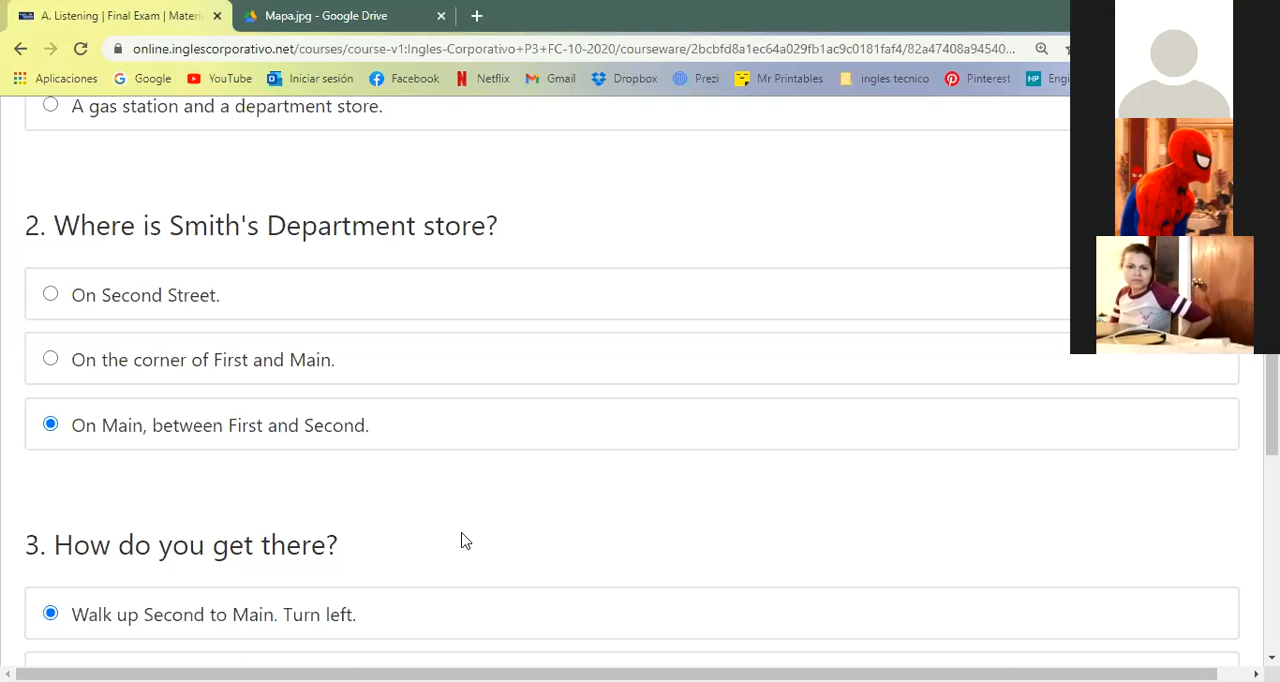 A. Listening | Final Exam | Materi
Mapa.jpg - Google Drive
online.inglescorporativo.net/courses/course-v1:Ingles-Corporativo+P3+FC-10-2020/courseware/2bcbfd8a1ec64a029fb1ac9c0181faf4/82a47408a94540...
Aplicaciones Google YouTube Iniciar sesión Facebook Netflix Gmail Dropbox Prezi Mr Printables ingles tecnico Pinterest HP Engi
A gas station and a department store.
2. Where is Smith's Department store?
On Second Street.
On the corner of First and Main.
On Main, between First and Second.
3. How do you get there?
Walk up Second to Main. Turn left.